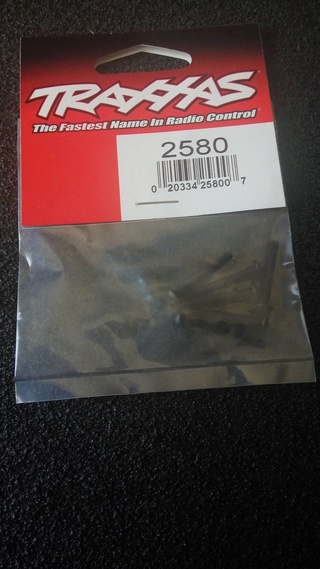 TRAXXAS
The Fastest Name In Radio Control
2580
0 20334 25800 7